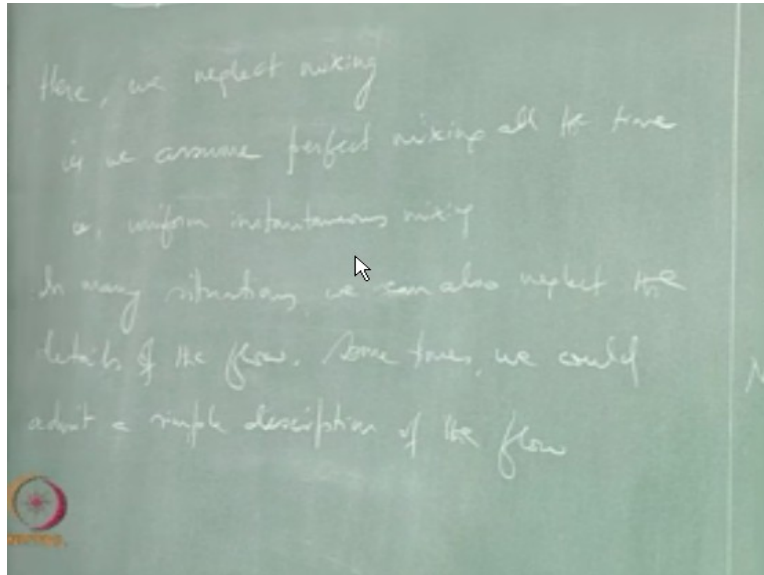 Here, we neglect mixing
ie, we assume perfect mixing all the time
or, uniform instantaneous mixing
In many situations, we can also neglect the
details of the flow. Some times, we could
admit a simple description of the flow